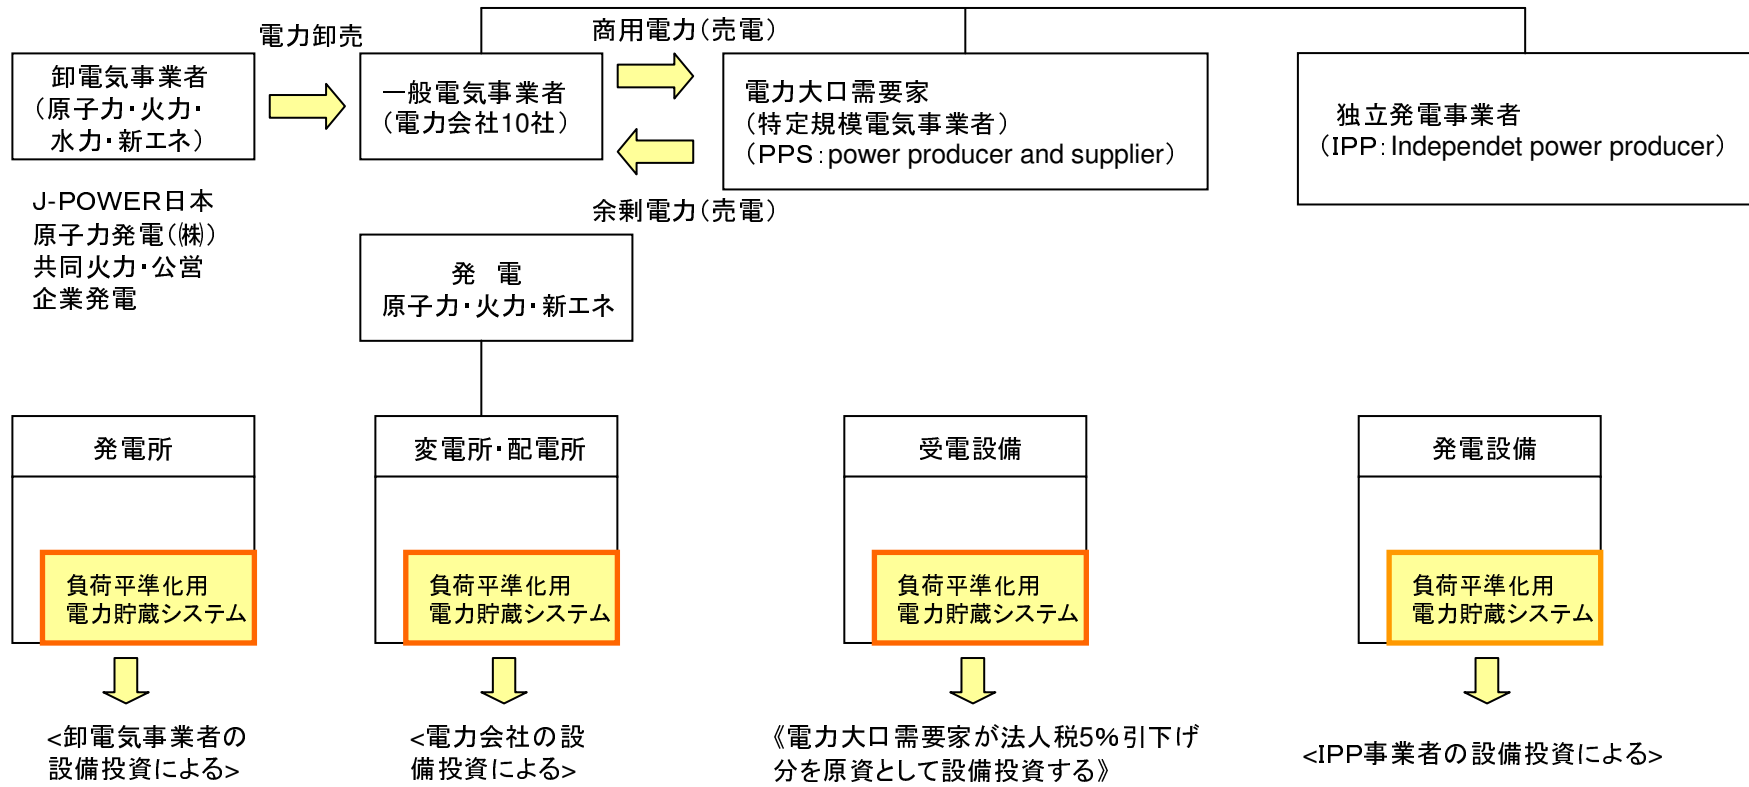 電力卸売
商用電力(売電)
卸電気事業者
(原子力・火力・
水力・新エネ)
一般電気事業者
(電力会社10社)
電力大口需要家
(特定規模電気事業者)
(PPS:power producer and supplier)
独立発電事業者
(IPP:Independet power producer)
J-POWER日本
原子力発電(㈱)
共同火力・公営
企業発電
余剰電力(売電)
発 電
原子力・火力・新エネ
発電所
変電所・配電所
受電設備
発電設備
負荷平準化用
電力貯蔵システム
負荷平準化用
電力貯蔵システム
負荷平準化用
電力貯蔵システム
負荷平準化用
電力貯蔵システム
<卸電気事業者の
設備投資による>
<電力会社の設
備投資による>
《電力大口需要家が法人税5%引下げ
分を原資として設備投資する》
<IPP事業者の設備投資による>